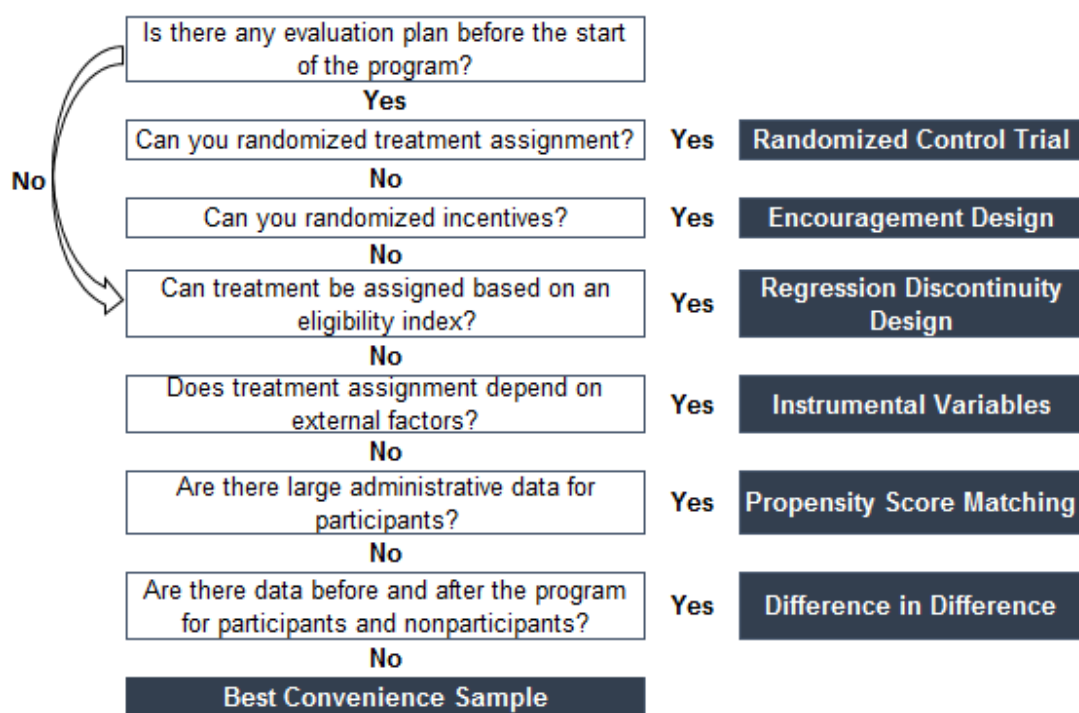 Is there any evaluation plan before the start
of the program?
Yes
Can you randomized treatment assignment?
Yes
Randomized Control Trial
No
No
Can you randomized incentives?
Yes
Encouragement Design
No
Can treatment be assigned based on an
eligibility index?
Yes
Regression Discontinuity
Design
No
Does treatment assignment depend on
external factors?
Yes
Instrumental Variables
No
Are there large administrative data for
participants?
Yes
Propensity Score Matching
No
Are there data before and after the program
for participants and nonparticipants?
Yes
Difference in Difference
No
Best Convenience Sample